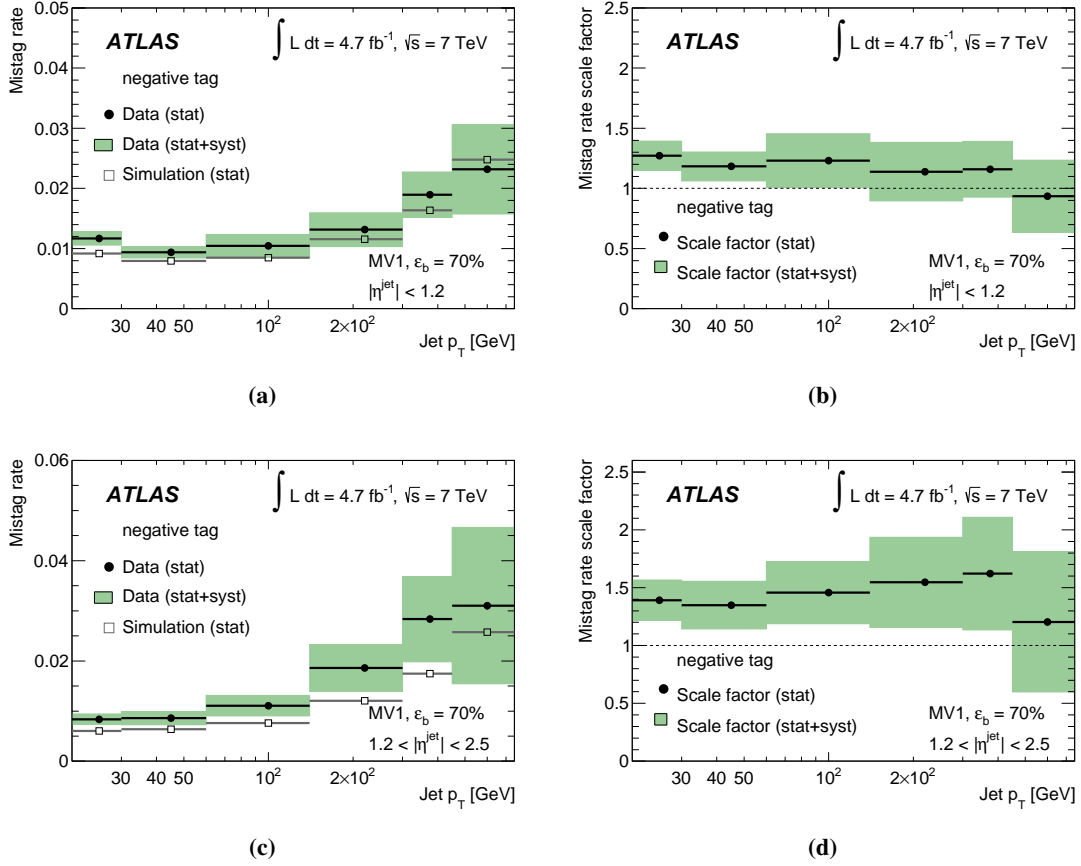 Mistag rate
0.05
0.04
0.03
0.02
0.01
0
ATLAS
∫ L dt = 4.7 fb⁻¹, √s = 7 TeV
negative tag
Data (stat)
Data (stat+syst)
Simulation (stat)
MV1, ε_b = 70%
|η^jet| < 1.2
30 40 50 10² 2×10²
Jet p_T [GeV]
(a)
Mistag rate scale factor
2.5
2
1.5
1
0.5
0
ATLAS
∫ L dt = 4.7 fb⁻¹, √s = 7 TeV
negative tag
Scale factor (stat)
Scale factor (stat+syst)
MV1, ε_b = 70%
|η^jet| < 1.2
30 40 50 10² 2×10²
Jet p_T [GeV]
(b)
Mistag rate
0.06
0.04
0.02
0
ATLAS
∫ L dt = 4.7 fb⁻¹, √s = 7 TeV
negative tag
Data (stat)
Data (stat+syst)
Simulation (stat)
MV1, ε_b = 70%
1.2 < |η^jet| < 2.5
30 40 50 10² 2×10²
Jet p_T [GeV]
(c)
Mistag rate scale factor
2.5
2
1.5
1
0.5
0
ATLAS
∫ L dt = 4.7 fb⁻¹, √s = 7 TeV
negative tag
Scale factor (stat)
Scale factor (stat+syst)
MV1, ε_b = 70%
1.2 < |η^jet| < 2.5
30 40 50 10² 2×10²
Jet p_T [GeV]
(d)